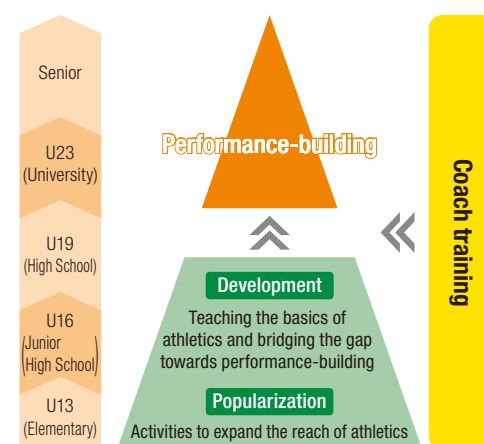 Senior
U23
(University)
U19
(High School)
U16
(Junior
High School)
U13
(Elementary)
Performance-building
Development
Teaching the basics of
athletics and bridging the gap
towards performance-building
Popularization
Activities to expand the reach of athletics
Coach training